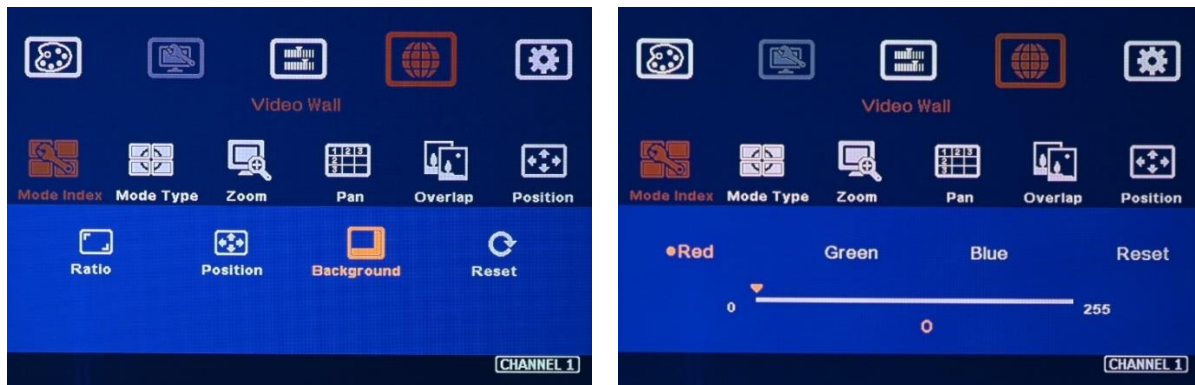 Video Wall
Mode Index Mode Type Zoom Pan Overlap Position
Ratio Position Background Reset
CHANNEL 1
Video Wall
Mode Index Mode Type Zoom Pan Overlap Position
Red Green Blue Reset
0 255
0
CHANNEL 1